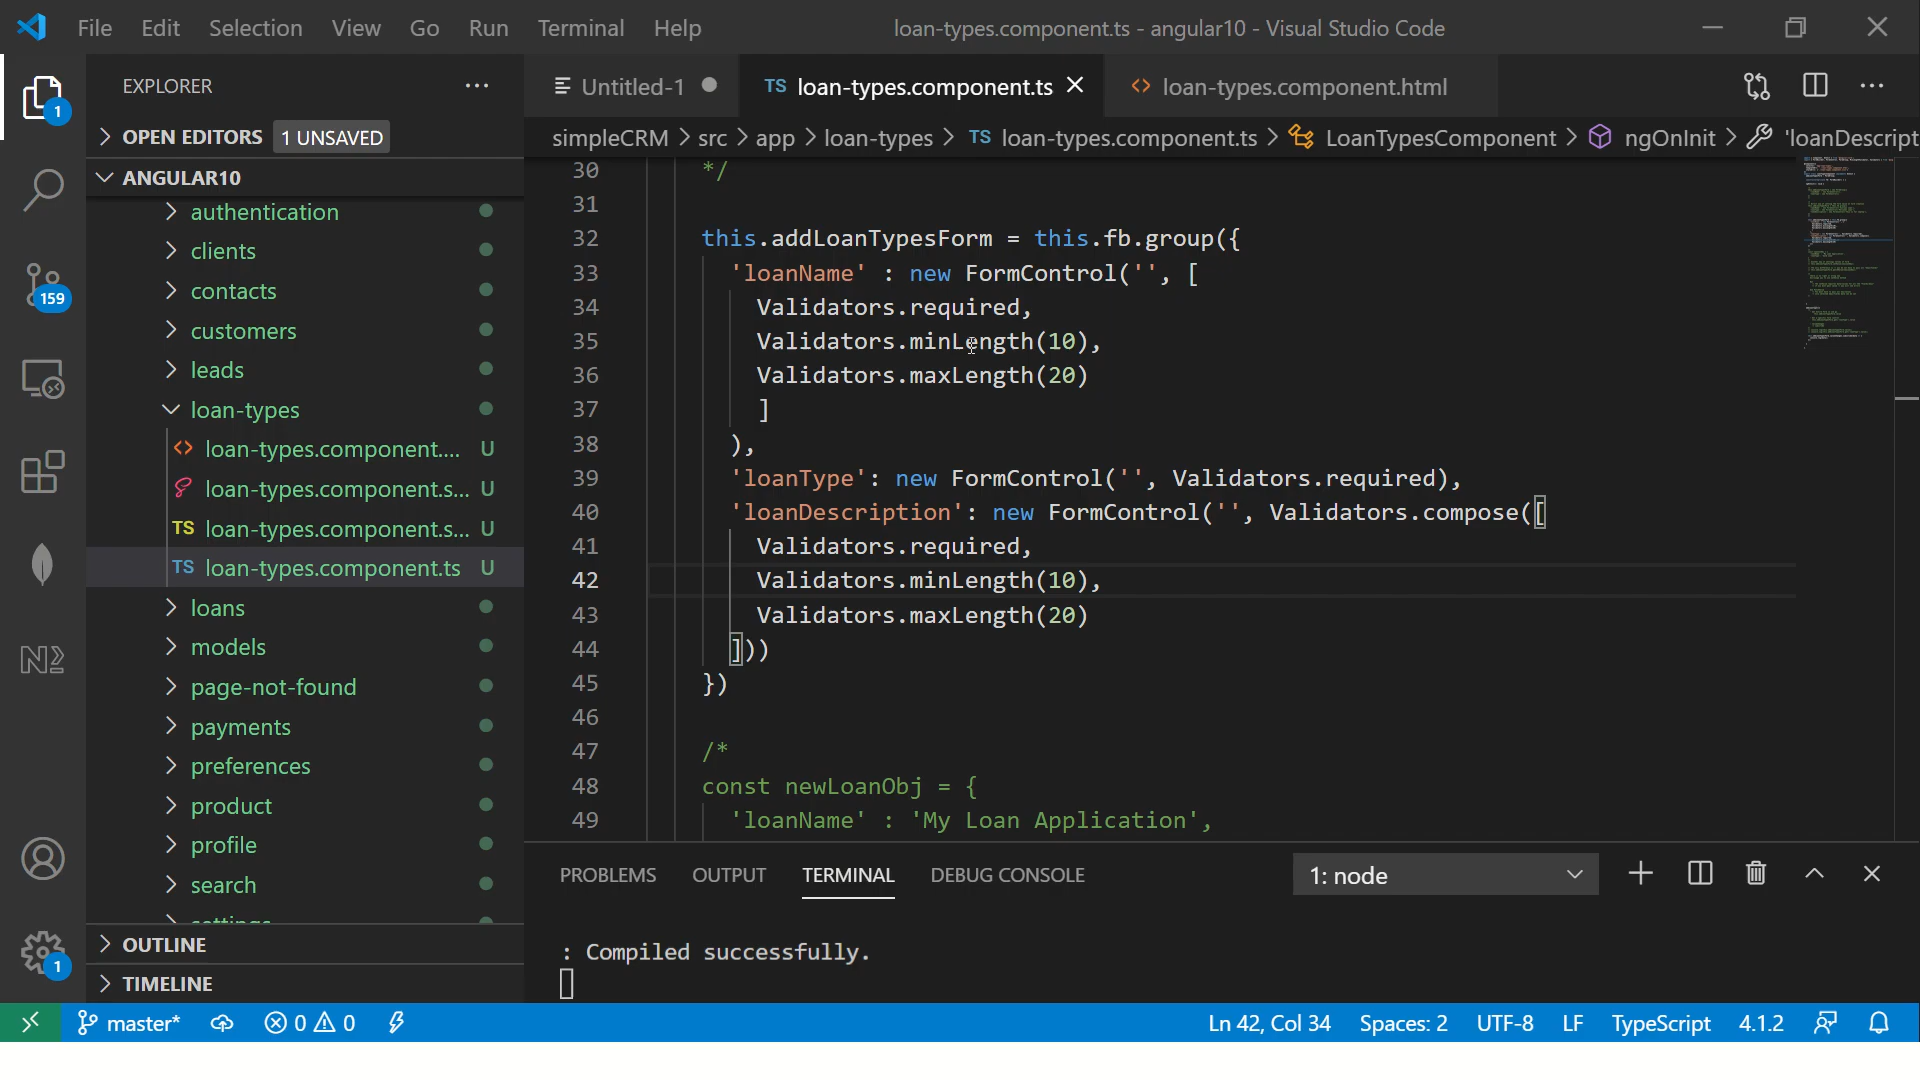 File Edit Selection View Go Run Terminal Help loan-types.component.ts - angular10 - Visual Studio Code
EXPLORER
Untitled-1 TS loan-types.component.ts <> loan-types.component.html
OPEN EDITORS 1 UNSAVED
simpleCRM > src > app > loan-types > TS loan-types.component.ts > LoanTypesComponent > ngOnInit > 'loanDescript
ANGULAR10
authentication
clients
contacts
customers
leads
loan-types
<> loan-types.component.... U
loan-types.component.s... U
TS loan-types.component.s... U
TS loan-types.component.ts U
loans
models
page-not-found
payments
preferences
product
profile
search
OUTLINE
TIMELINE
1
159
1
30 */
31
32 this.addLoanTypesForm = this.fb.group({
33 'loanName' : new FormControl('', [
34 Validators.required,
35 Validators.minLength(10),
36 Validators.maxLength(20)
37 ]
38 ),
39 'loanType': new FormControl('', Validators.required),
40 'loanDescription': new FormControl('', Validators.compose([
41 Validators.required,
42 Validators.minLength(10),
43 Validators.maxLength(20)
44 ]))
45 })
46
47 /*
48 const newLoanObj = {
49 'loanName' : 'My Loan Application',
PROBLEMS OUTPUT TERMINAL DEBUG CONSOLE 1: node
: Compiled successfully.
master* 0 0 Ln 42, Col 34 Spaces: 2 UTF-8 LF TypeScript 4.1.2